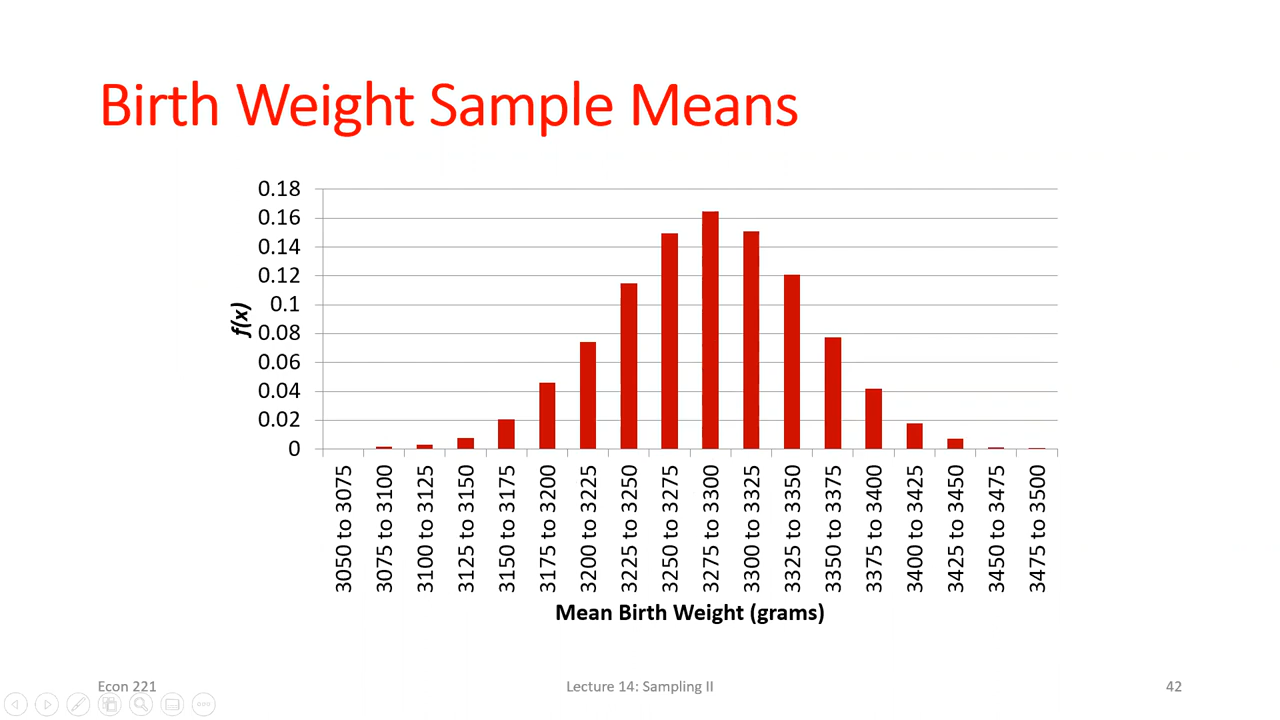 Birth Weight Sample Means
0.18
0.16
0.14
0.12
0.1
0.08
0.06
0.04
0.02
0
f(x)
3050 to 3075
3075 to 3100
3100 to 3125
3125 to 3150
3150 to 3175
3175 to 3200
3200 to 3225
3225 to 3250
3250 to 3275
3275 to 3300
3300 to 3325
3325 to 3350
3350 to 3375
3375 to 3400
3400 to 3425
3425 to 3450
3450 to 3475
3475 to 3500
Mean Birth Weight (grams)
Econ 221
Lecture 14: Sampling II
42